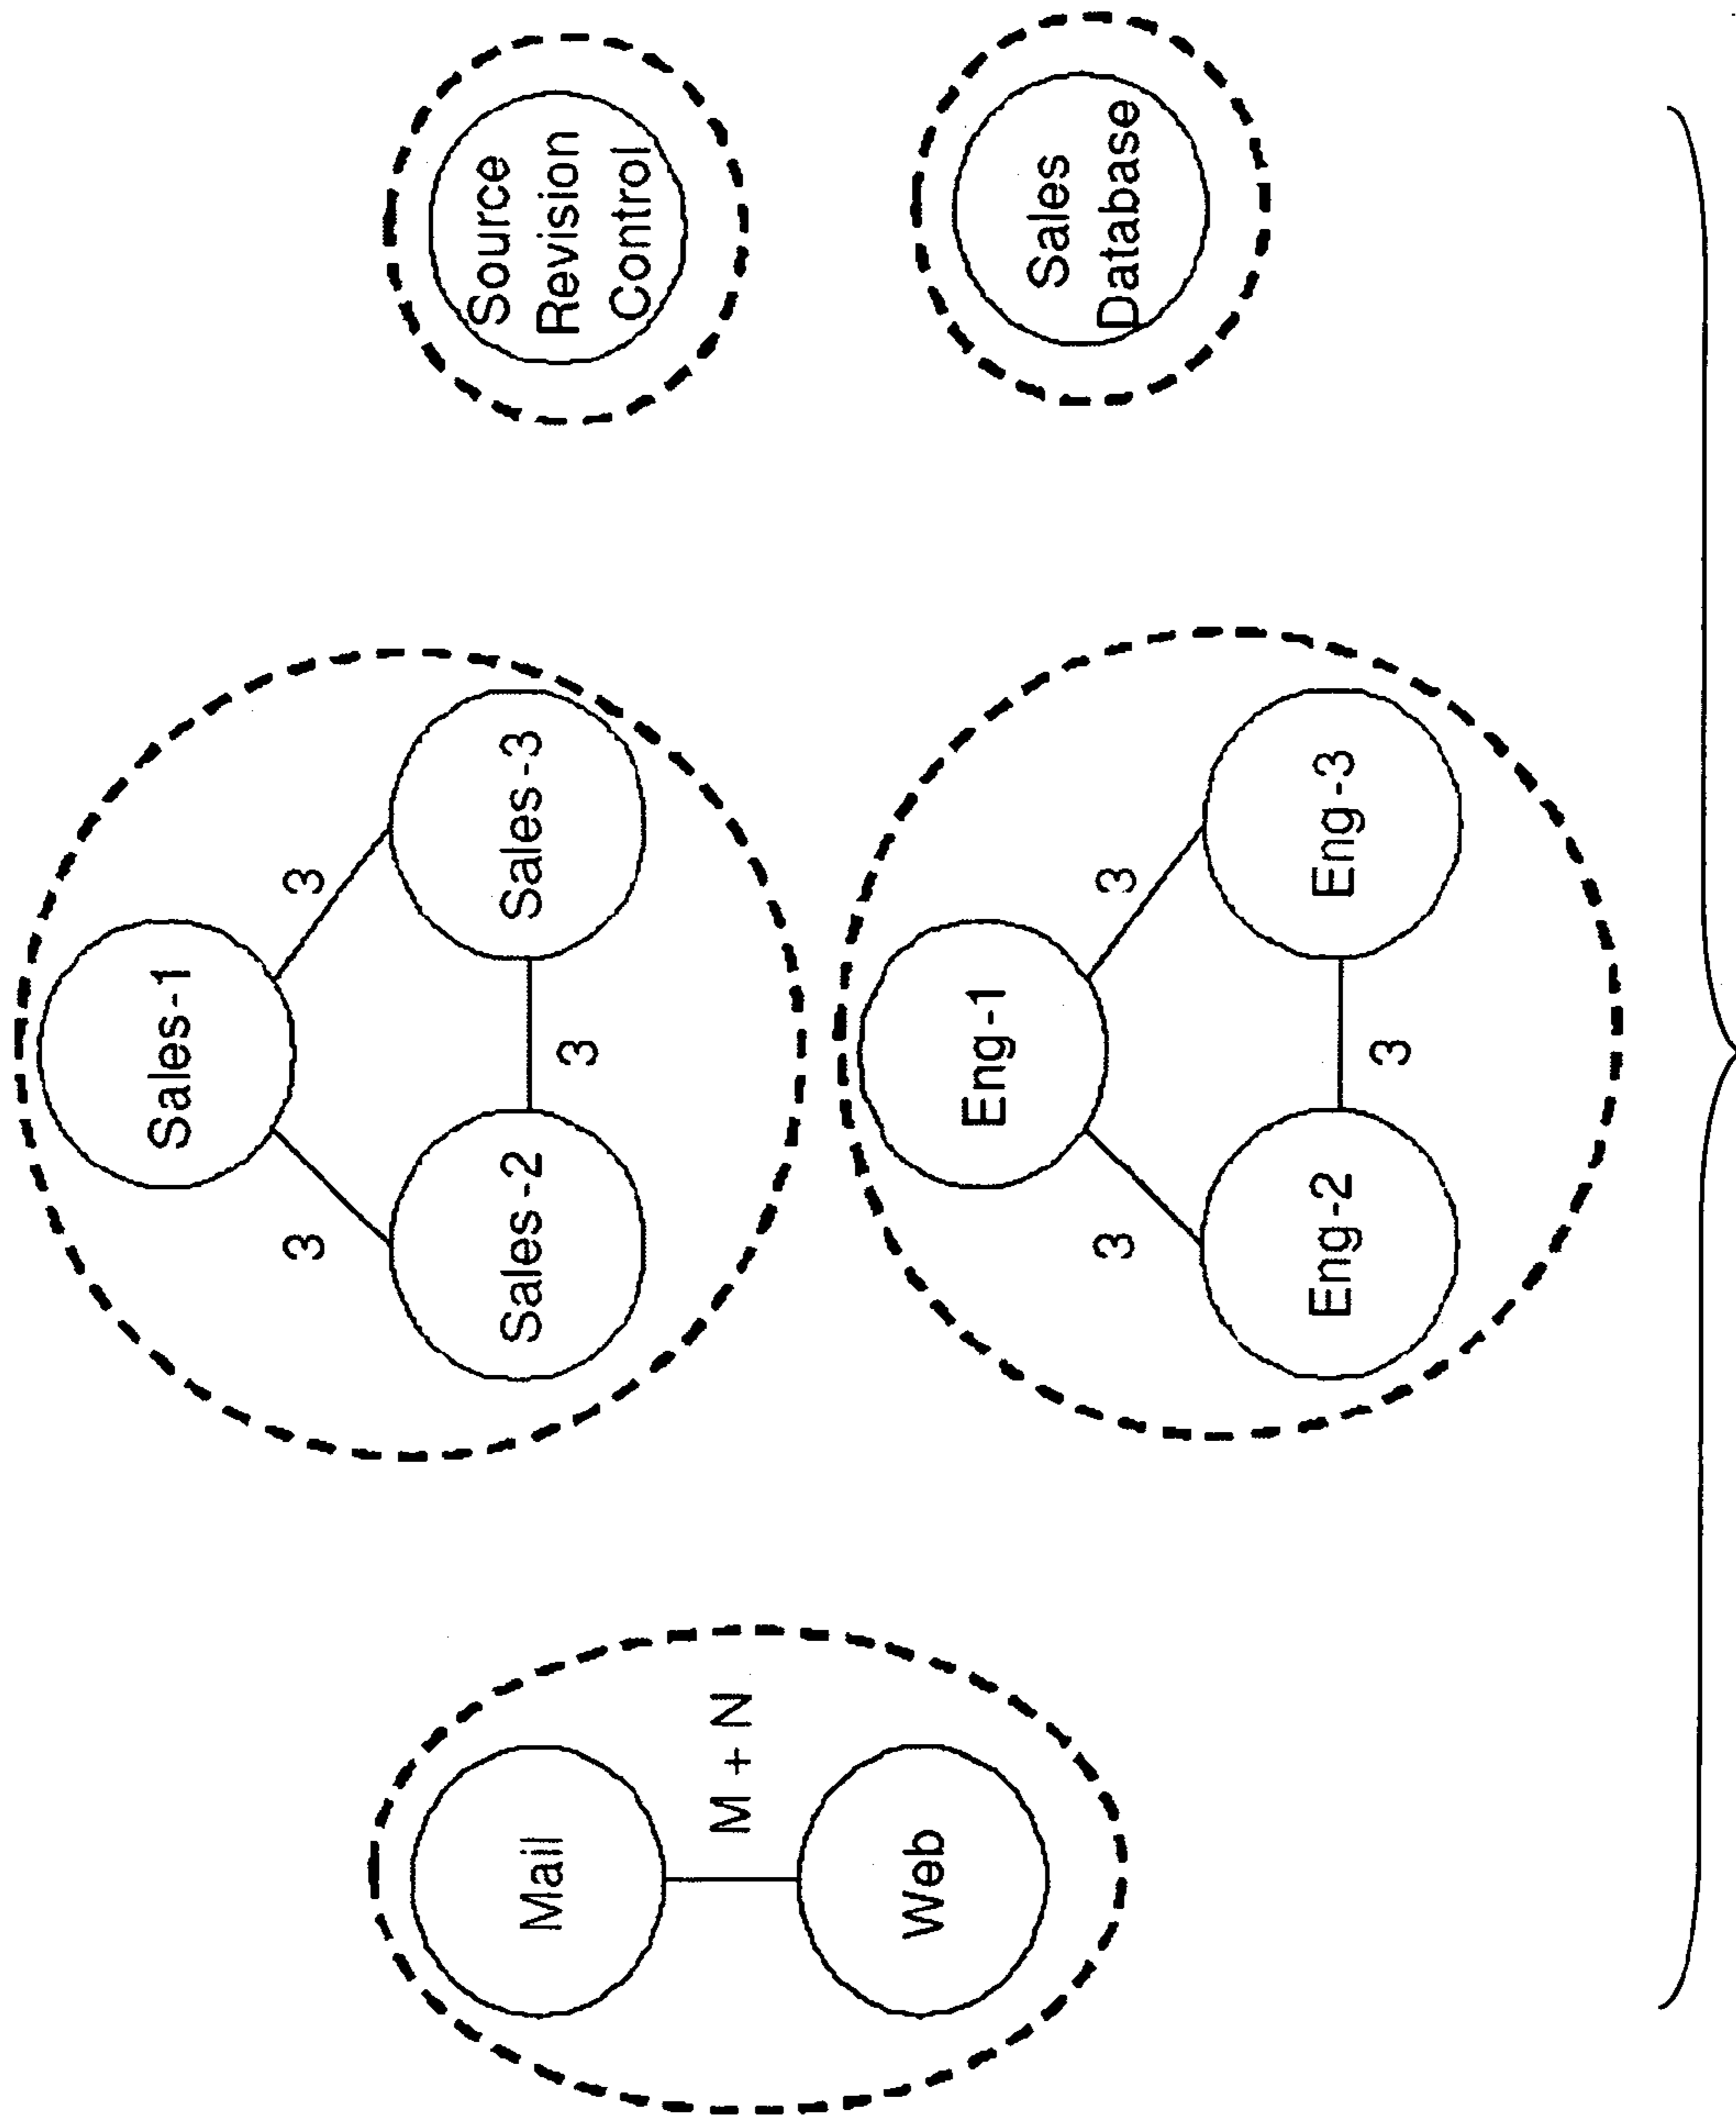 Mail
M + N
Web
Sales-1
3
3
Sales-2
Sales-3
3
Eng-1
3
3
Eng-2
Eng-3
3
Source
Revision
Control
Sales
Database